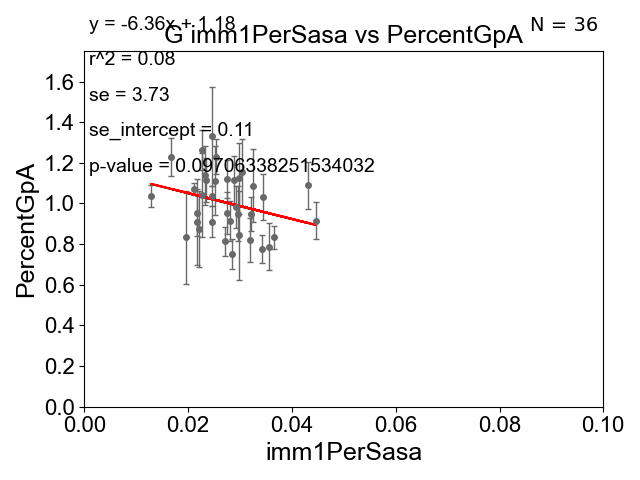 y = -6.36x + 1.18
N = 36
G imm1PerSasa vs PercentGpA
r^2 = 0.08
se = 3.73
se_intercept = 0.11
p-value = 0.09706338251534032
PercentGpA
1.6
1.4
1.2
1.0
0.8
0.6
0.4
0.2
0.0
0.00 0.02 0.04 0.06 0.08 0.10
imm1PerSasa